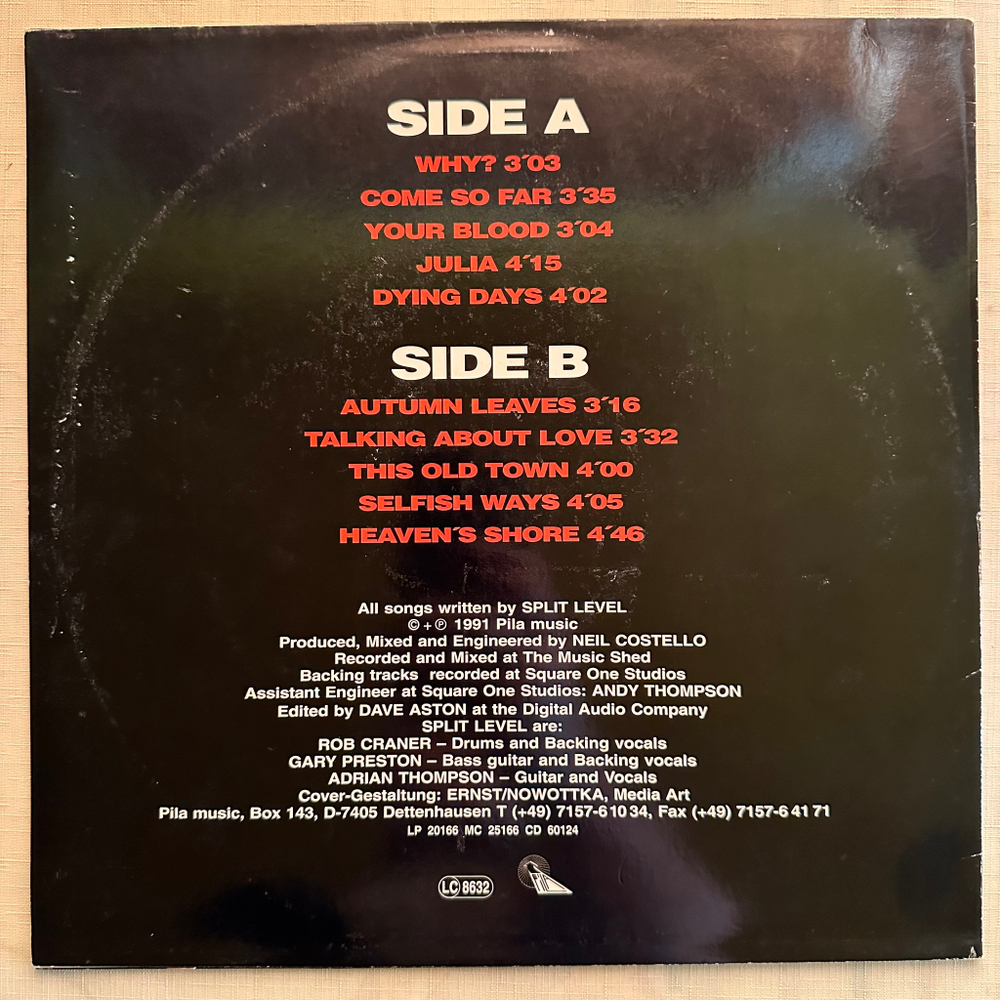 SIDE A
WHY? 3´03
COME SO FAR 3´35
YOUR BLOOD 3´04
JULIA 4´15
DYING DAYS 4´02
SIDE B
AUTUMN LEAVES 3´16
TALKING ABOUT LOVE 3´32
THIS OLD TOWN 4´00
SELFISH WAYS 4´05
HEAVEN´S SHORE 4´46
All songs written by SPLIT LEVEL
© + ℗ 1991 Pila music
Produced, Mixed and Engineered by NEIL COSTELLO
Recorded and Mixed at The Music Shed
Backing tracks recorded at Square One Studios
Assistant Engineer at Square One Studios: ANDY THOMPSON
Edited by DAVE ASTON at the Digital Audio Company
SPLIT LEVEL are:
ROB CRANER – Drums and Backing vocals
GARY PRESTON – Bass guitar and Backing vocals
ADRIAN THOMPSON – Guitar and Vocals
Cover-Gestaltung: ERNST/NOWOTTKA, Media Art
Pila music, Box 143, D-7405 Dettenhausen T (+49) 7157-6 10 34, Fax (+49) 7157-6 41 71
LP 20166 MC 25166 CD 60124
LC 8632